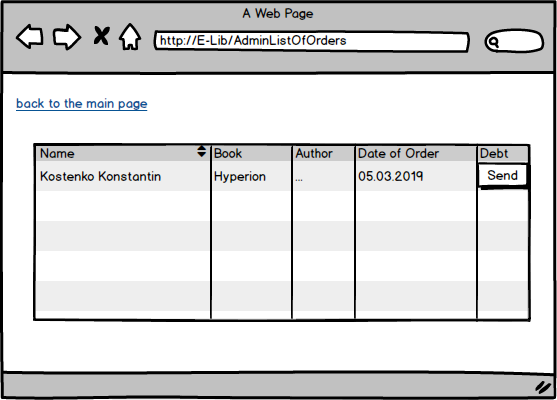 A Web Page
http://E-Lib/AdminListOfOrders
back to the main page
Name Book Author Date of Order Debt
Kostenko Konstantin Hyperion ... 05.03.2019 Send